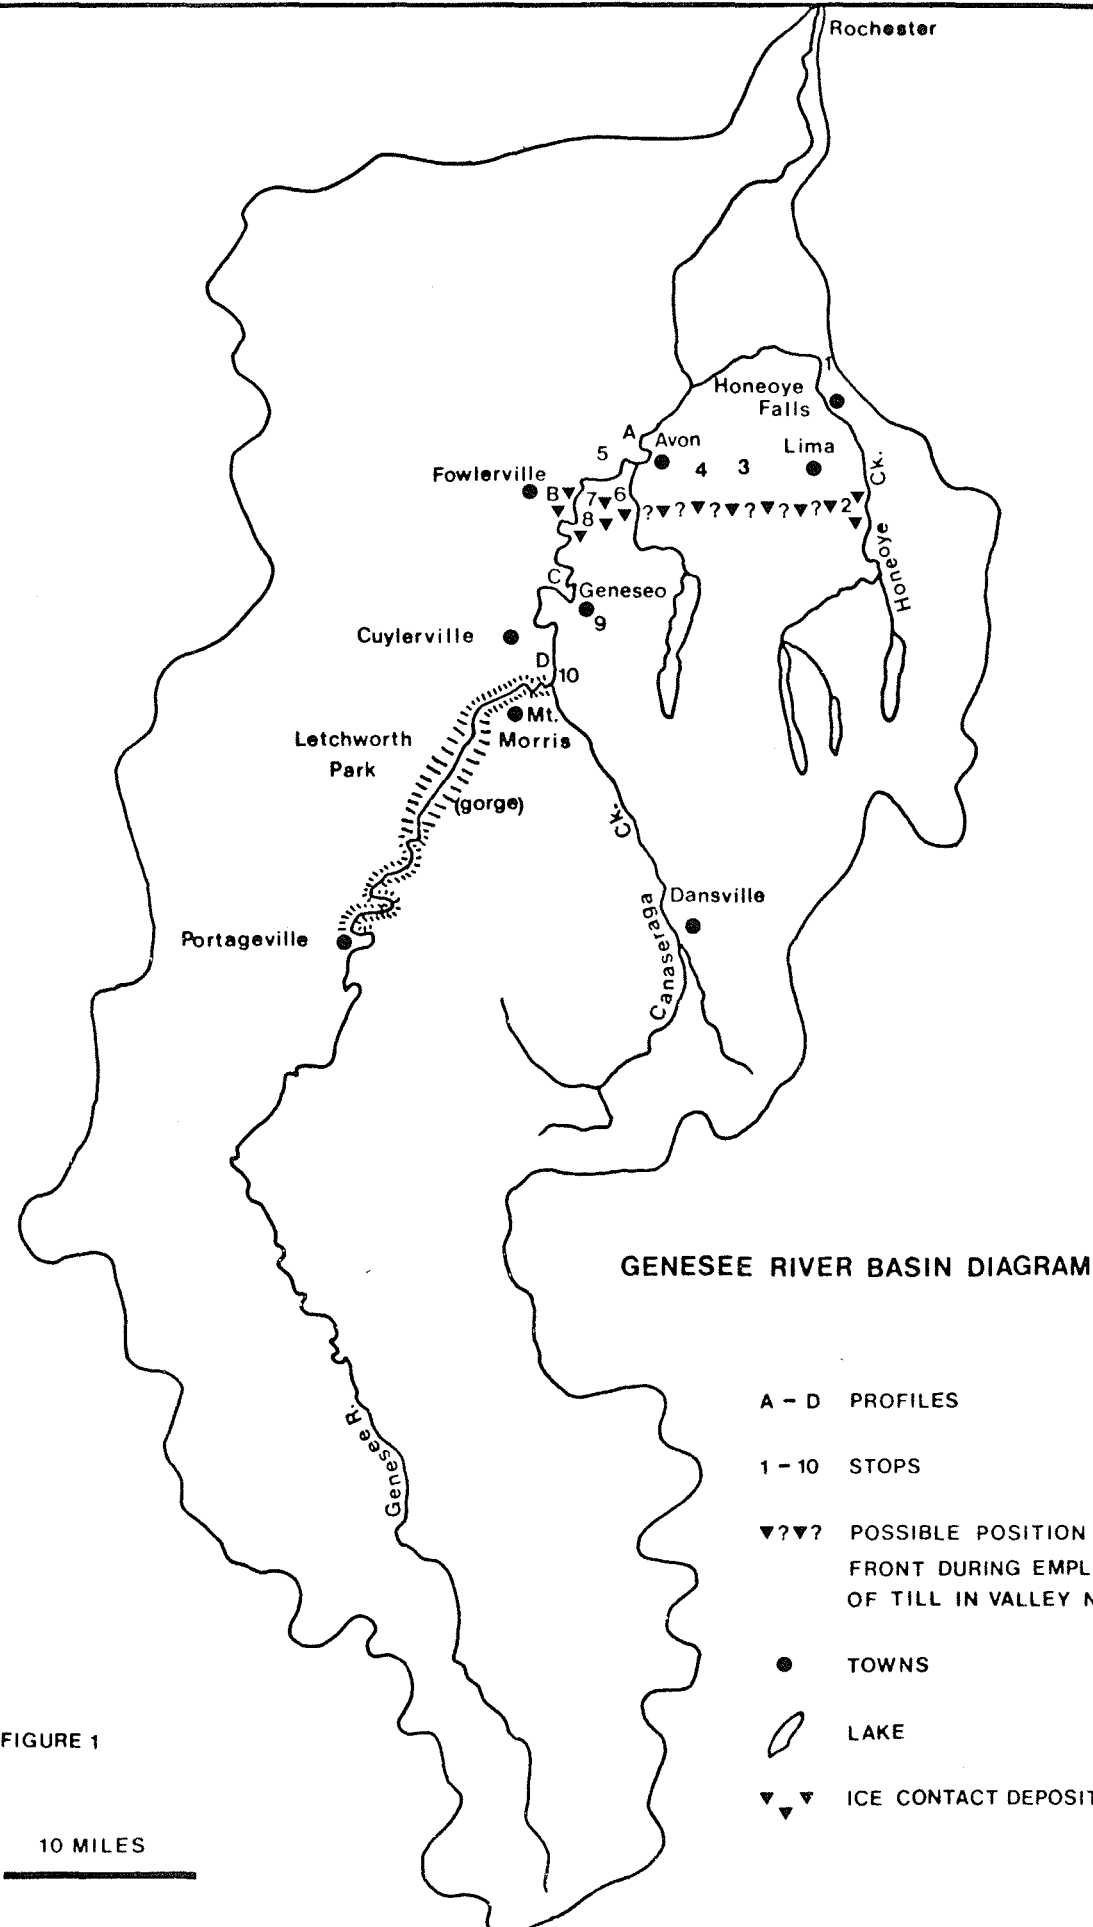 Rochester
1
Honeoye
Falls
A
Avon
Lima
5
4
3
Ck.
Fowlerville
B
7
6
2
8
? ? ? ? ? ?
Honeoye
C
Geneseo
9
Cuylerville
D
10
Mt.
Morris
Letchworth
Park
(gorge)
Ck.
Dansville
Canaseraga
Portageville
GENESEE RIVER BASIN DIAGRAM
Genesee R.
A – D PROFILES
1 – 10 STOPS
▼?▼? POSSIBLE POSITION
FRONT DURING EMPL
OF TILL IN VALLEY N
TOWNS
FIGURE 1
LAKE
ICE CONTACT DEPOSIT
10 MILES